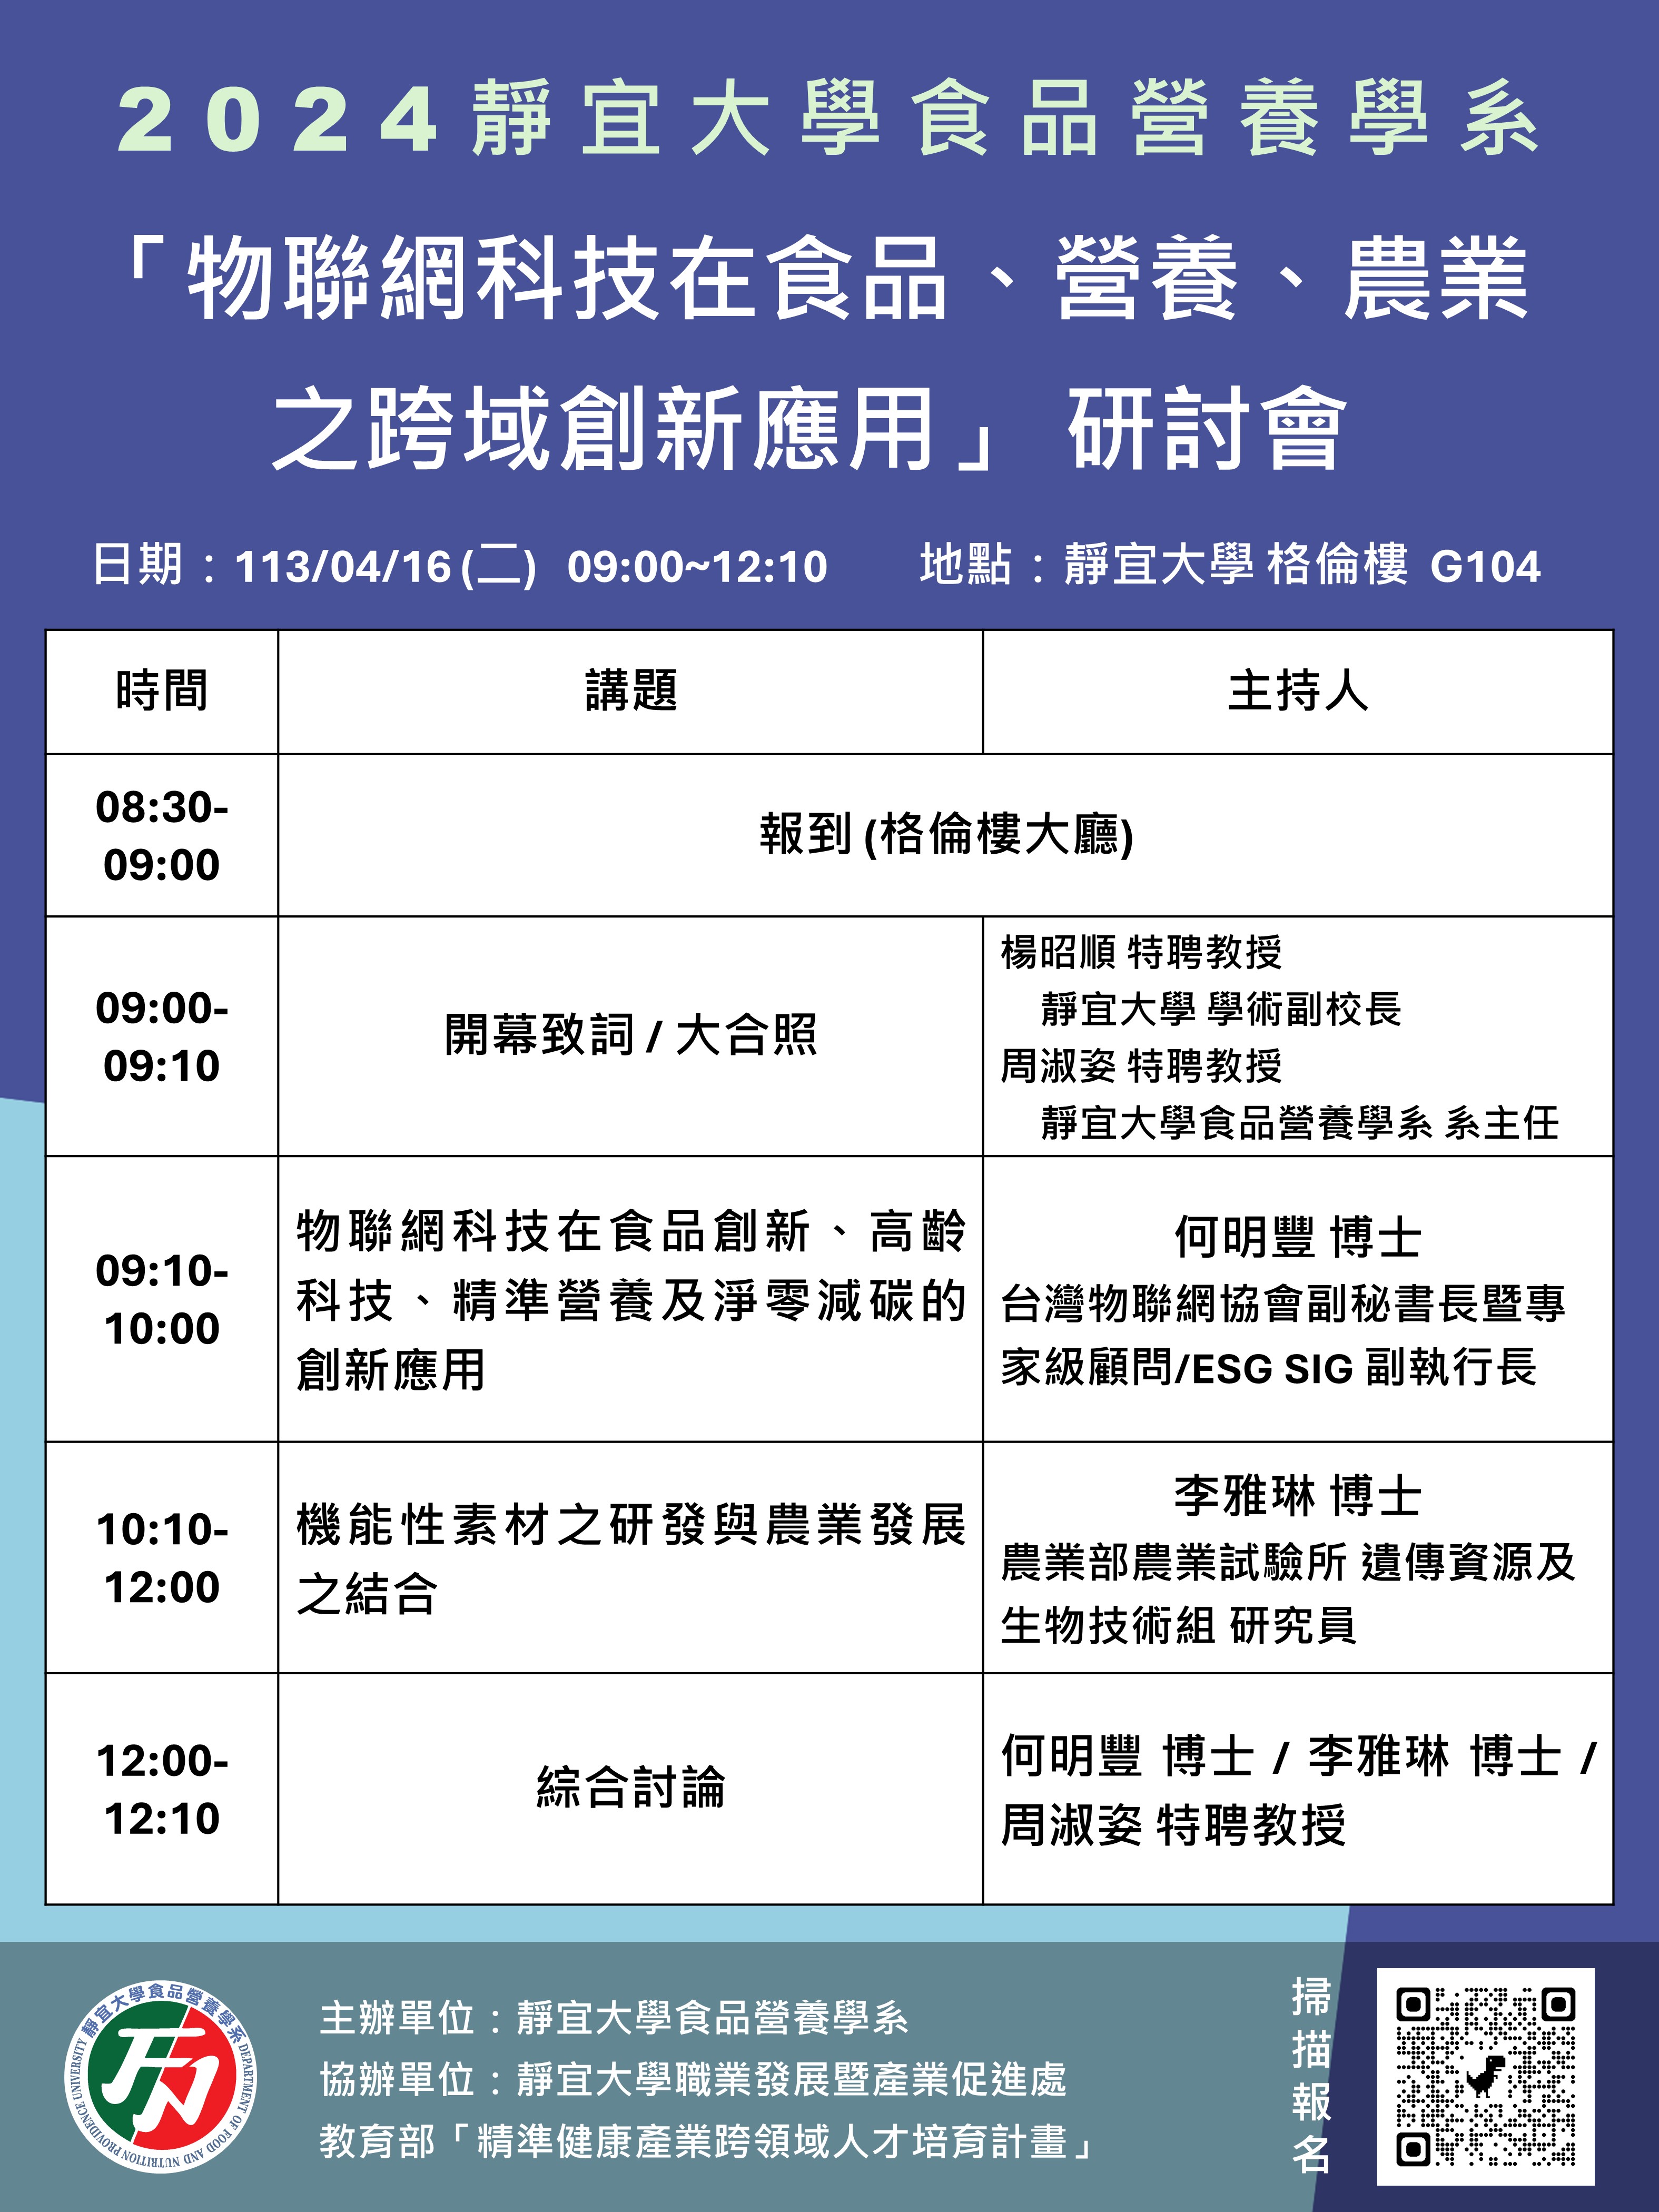 2024靜宜大學食品營養學系
「物聯網科技在食品、營養、農業
之跨域創新應用」 研討會
日期：113/04/16(二) 09:00~12:10
地點：靜宜大學 格倫樓 G104
時間
講題
主持人
08:30-
09:00
報到 (格倫樓大廳)
09:00-
09:10
開幕致詞 / 大合照
楊昭順 特聘教授
靜宜大學 學術副校長
周淑姿 特聘教授
靜宜大學食品營養學系 系主任
09:10-
10:00
物聯網科技在食品創新、高齡
科技、精準營養及淨零減碳的
創新應用
何明豐 博士
台灣物聯網協會副秘書長暨專
家級顧問/ESG SIG 副執行長
10:10-
12:00
機能性素材之研發與農業發展
之結合
李雅琳 博士
農業部農業試驗所 遺傳資源及
生物技術組 研究員
12:00-
12:10
綜合討論
何明豐 博士 / 李雅琳 博士 /
周淑姿 特聘教授
靜宜大學食品營養學系
DEPARTMENT OF FOOD AND NUTRITION PROVIDENCE UNIVERSITY
FN
主辦單位：靜宜大學食品營養學系
協辦單位：靜宜大學職業發展暨產業促進處
教育部「精準健康產業跨領域人才培育計畫」
掃描報名